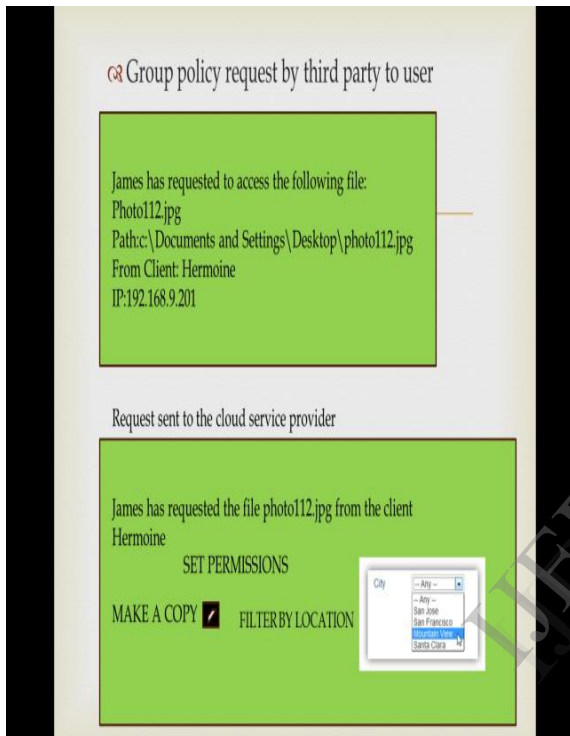 Group policy request by third party to user
James has requested to access the following file:
Photo112.jpg
Path:c:\Documents and Settings\Desktop\photo112.jpg
From Client: Hermoine
IP:192.168.9.201
Request sent to the cloud service provider
James has requested the file photo112.jpg from the client
Hermoine
SET PERMISSIONS
MAKE A COPY
FILTER BY LOCATION
City
-- Any --
-- Any --
San Jose
San Francisco
Mountain View
Santa Clara